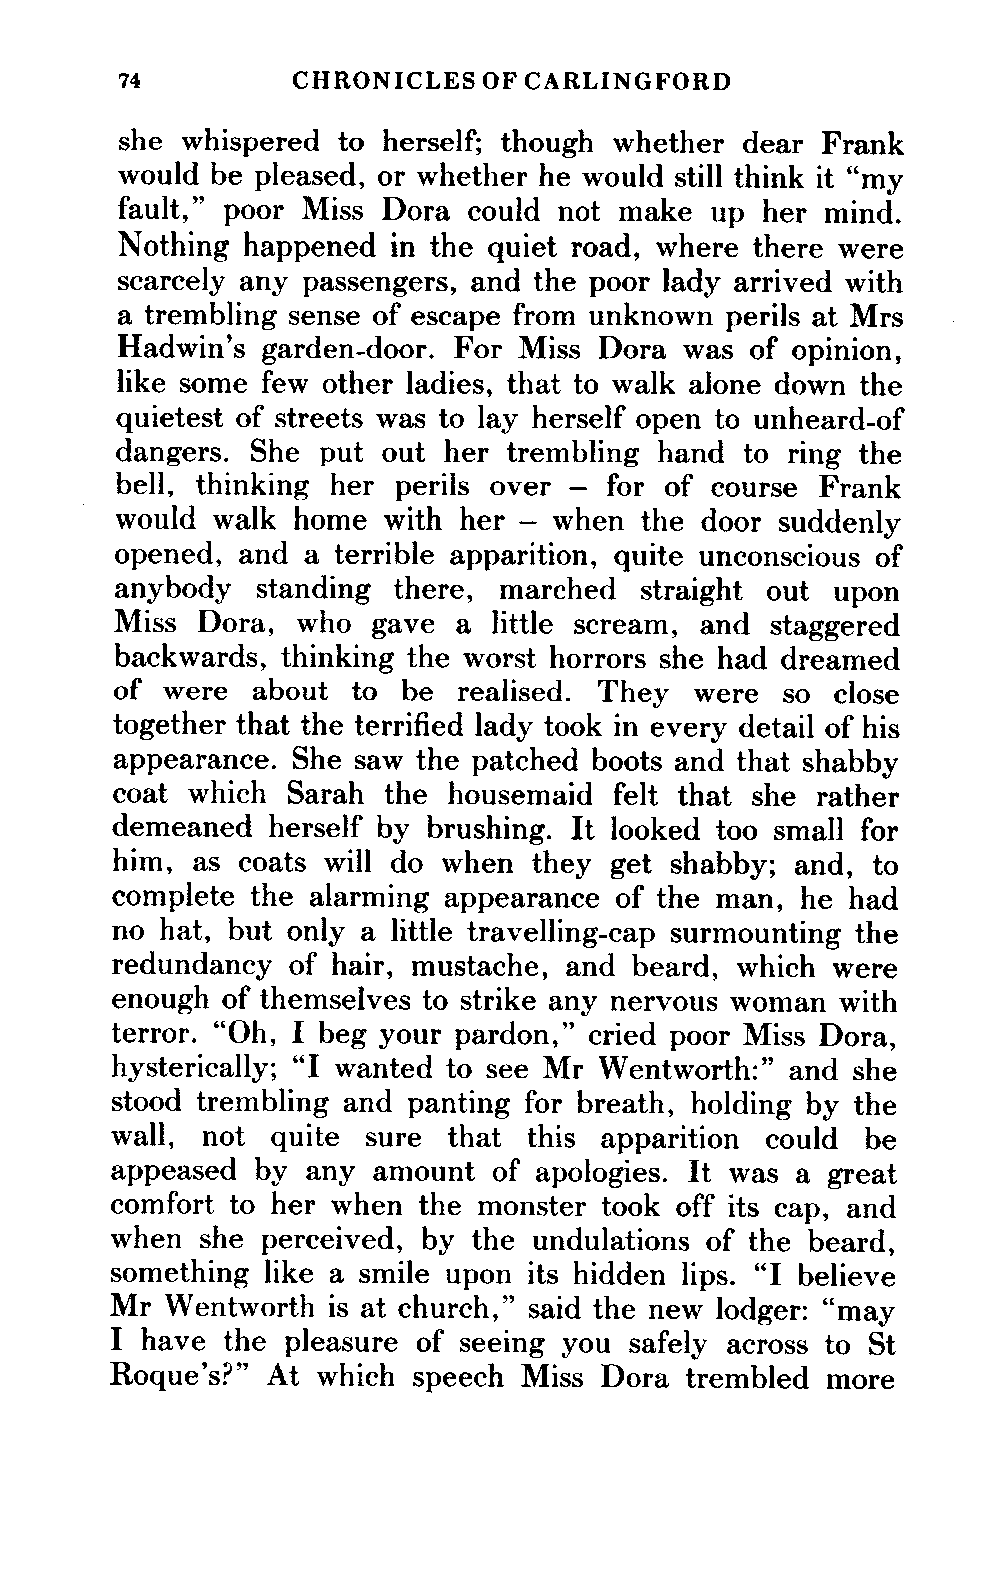 74 CHRONICLES OF CARLINGFORD
she whispered to herself; though whether dear Frank
would be pleased, or whether he would still think it “my
fault,” poor Miss Dora could not make up her mind.
Nothing happened in the quiet road, where there were
scarcely any passengers, and the poor lady arrived with
a trembling sense of escape from unknown perils at Mrs
Hadwin’s garden-door. For Miss Dora was of opinion,
like some few other ladies, that to walk alone down the
quietest of streets was to lay herself open to unheard-of
dangers. She put out her trembling hand to ring the
bell, thinking her perils over – for of course Frank
would walk home with her – when the door suddenly
opened, and a terrible apparition, quite unconscious of
anybody standing there, marched straight out upon
Miss Dora, who gave a little scream, and staggered
backwards, thinking the worst horrors she had dreamed
of were about to be realised. They were so close
together that the terrified lady took in every detail of his
appearance. She saw the patched boots and that shabby
coat which Sarah the housemaid felt that she rather
demeaned herself by brushing. It looked too small for
him, as coats will do when they get shabby; and, to
complete the alarming appearance of the man, he had
no hat, but only a little travelling-cap surmounting the
redundancy of hair, mustache, and beard, which were
enough of themselves to strike any nervous woman with
terror. “Oh, I beg your pardon,” cried poor Miss Dora,
hysterically; “I wanted to see Mr Wentworth:” and she
stood trembling and panting for breath, holding by the
wall, not quite sure that this apparition could be
appeased by any amount of apologies. It was a great
comfort to her when the monster took off its cap, and
when she perceived, by the undulations of the beard,
something like a smile upon its hidden lips. “I believe
Mr Wentworth is at church,” said the new lodger: “may
I have the pleasure of seeing you safely across to St
Roque’s?” At which speech Miss Dora trembled more